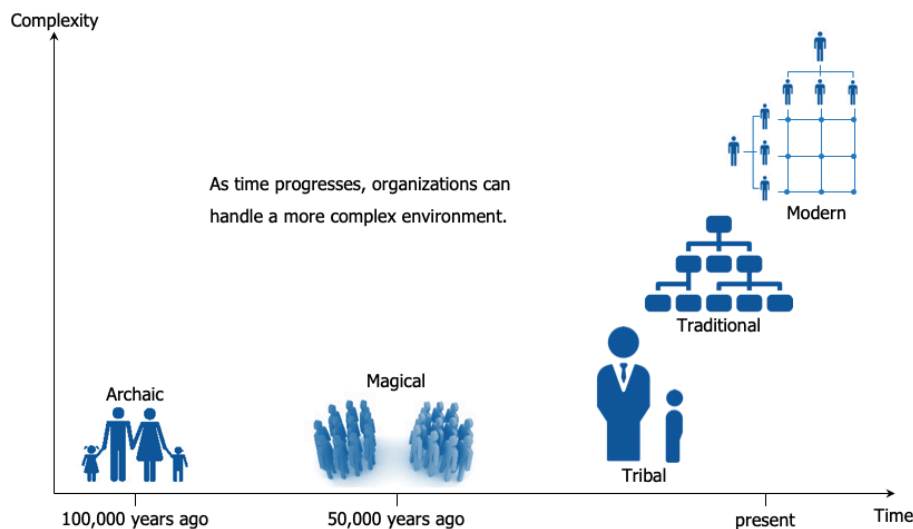 Complexity
As time progresses, organizations can
handle a more complex environment.
Modern
Traditional
Magical
Archaic
Tribal
100,000 years ago
50,000 years ago
present
Time